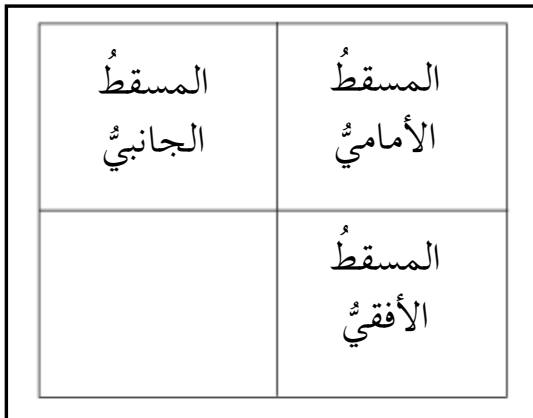 المسقطُ
الأماميُّ
المسقطُ
الجانبيُّ
المسقطُ
الأفقيُّ